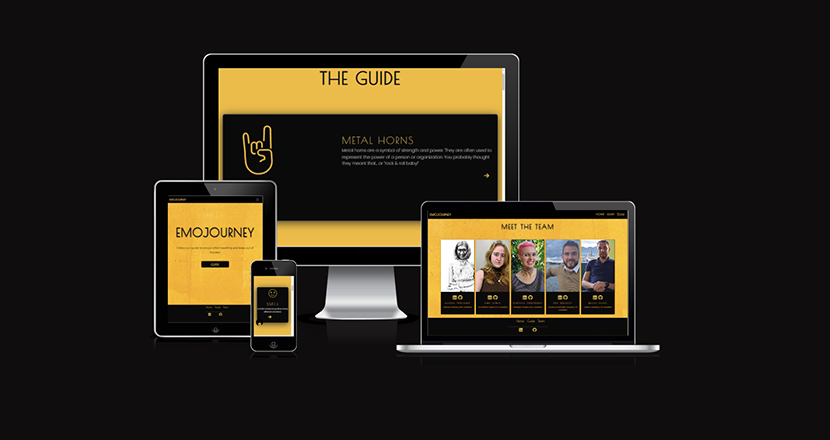 THE GUIDE
METAL HORNS
Metal horns are a symbol of strength and power. They are often used to
represent the power of a person or organization. You probably thought
they meant that, or "rock & roll baby!"
EMOJOURNEY
EMOJOURNEY
GUIDE
Home Guide Team
SMILE
EMOJOURNEY
HOME GUIDE TEAM
MEET THE TEAM
Home Guide Team